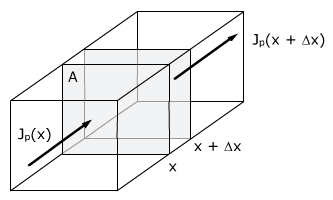 Jp(x + Δx)
A
Jp(x)
x + Δx
x